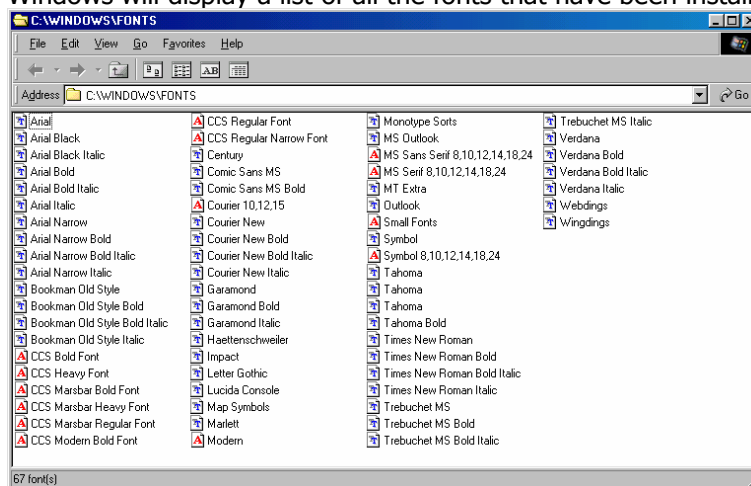 Windows will display a list of all the fonts that have been install
C:\WINDOWS\FONTS
File Edit View Go Favorites Help
Address C:\WINDOWS\FONTS Go
Arial
Arial Black
Arial Black Italic
Arial Bold
Arial Bold Italic
Arial Italic
Arial Narrow
Arial Narrow Bold
Arial Narrow Bold Italic
Arial Narrow Italic
Bookman Old Style
Bookman Old Style Bold
Bookman Old Style Bold Italic
Bookman Old Style Italic
CCS Bold Font
CCS Heavy Font
CCS Marsbar Bold Font
CCS Marsbar Heavy Font
CCS Marsbar Regular Font
CCS Modern Bold Font
CCS Regular Font
CCS Regular Narrow Font
Century
Comic Sans MS
Comic Sans MS Bold
Courier 10,12,15
Courier New
Courier New Bold
Courier New Bold Italic
Courier New Italic
Garamond
Garamond Bold
Garamond Italic
Haettenschweiler
Impact
Letter Gothic
Lucida Console
Map Symbols
Marlett
Modern
Monotype Sorts
MS Outlook
MS Sans Serif 8,10,12,14,18,24
MS Serif 8,10,12,14,18,24
MT Extra
Outlook
Small Fonts
Symbol
Symbol 8,10,12,14,18,24
Tahoma
Tahoma
Tahoma
Tahoma Bold
Times New Roman
Times New Roman Bold
Times New Roman Bold Italic
Times New Roman Italic
Trebuchet MS
Trebuchet MS Bold
Trebuchet MS Bold Italic
Trebuchet MS Italic
Verdana
Verdana Bold
Verdana Bold Italic
Verdana Italic
Webdings
Wingdings
67 font(s)